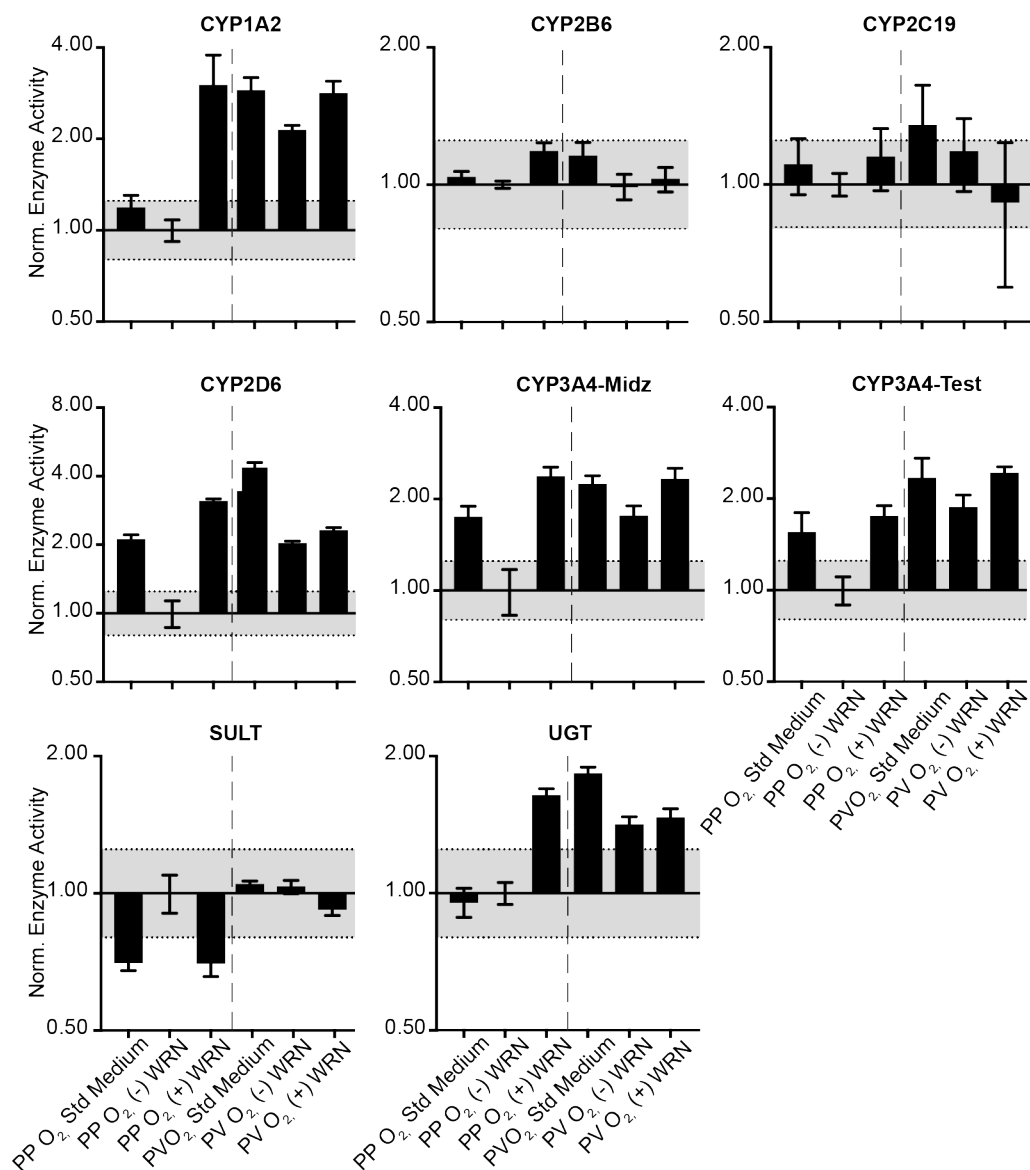 CYP1A2
CYP2B6
CYP2C19
Norm. Enzyme Activity
4.00
2.00
1.00
0.50
2.00
1.00
0.50
2.00
1.00
0.50
CYP2D6
CYP3A4-Midz
CYP3A4-Test
Norm. Enzyme Activity
8.00
4.00
2.00
1.00
0.50
4.00
2.00
1.00
0.50
4.00
2.00
1.00
0.50
PP O2, Std Medium
PP O2, (-) WRN
PP O2, (+) WRN
PVO2, Std Medium
PV O2, (-) WRN
PV O2, (+) WRN
SULT
UGT
Norm. Enzyme Activity
2.00
1.00
0.50
2.00
1.00
0.50
PP O2, Std Medium
PP O2, (-) WRN
PP O2, (+) WRN
PVO2, Std Medium
PV O2, (-) WRN
PV O2, (+) WRN
PP O2, Std Medium
PP O2, (-) WRN
PP O2, (+) WRN
PVO2, Std Medium
PV O2, (-) WRN
PV O2, (+) WRN